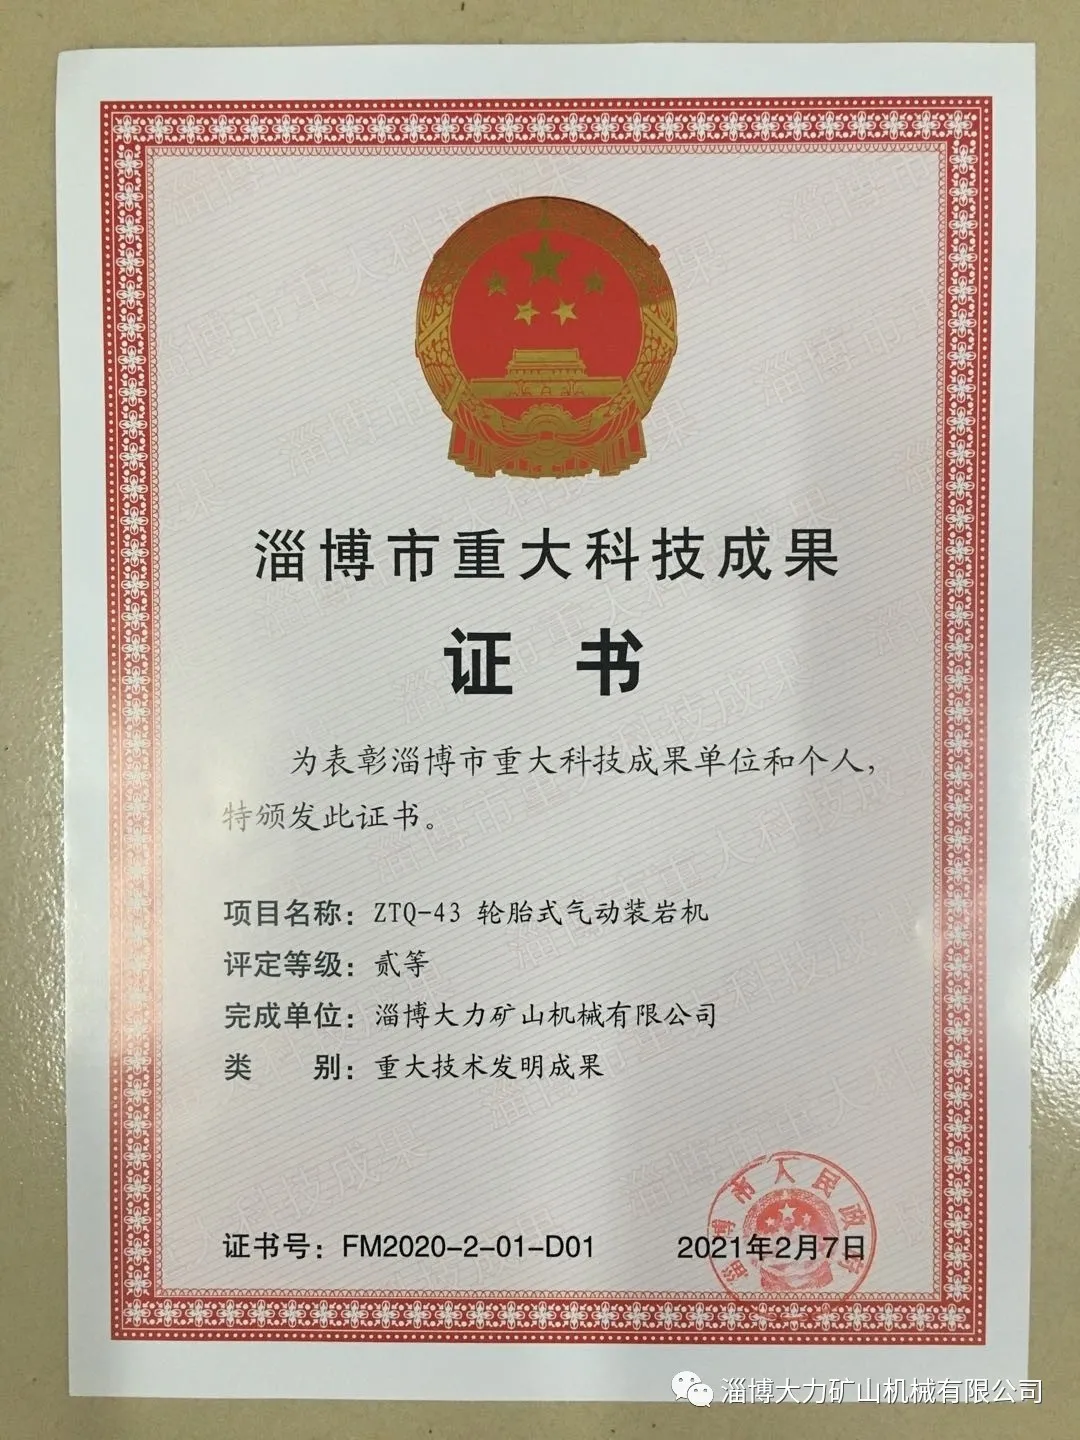 淄博市重大科技成果
证 书
为表彰淄博市重大科技成果单位和个人，
特颁发此证书。
项目名称：ZTQ-43 轮胎式气动装岩机
评定等级：贰等
完成单位：淄博大力矿山机械有限公司
类 别：重大技术发明成果
淄博市人民政府
证书号：FM2020-2-01-D01 2021年2月7日
淄博大力矿山机械有限公司